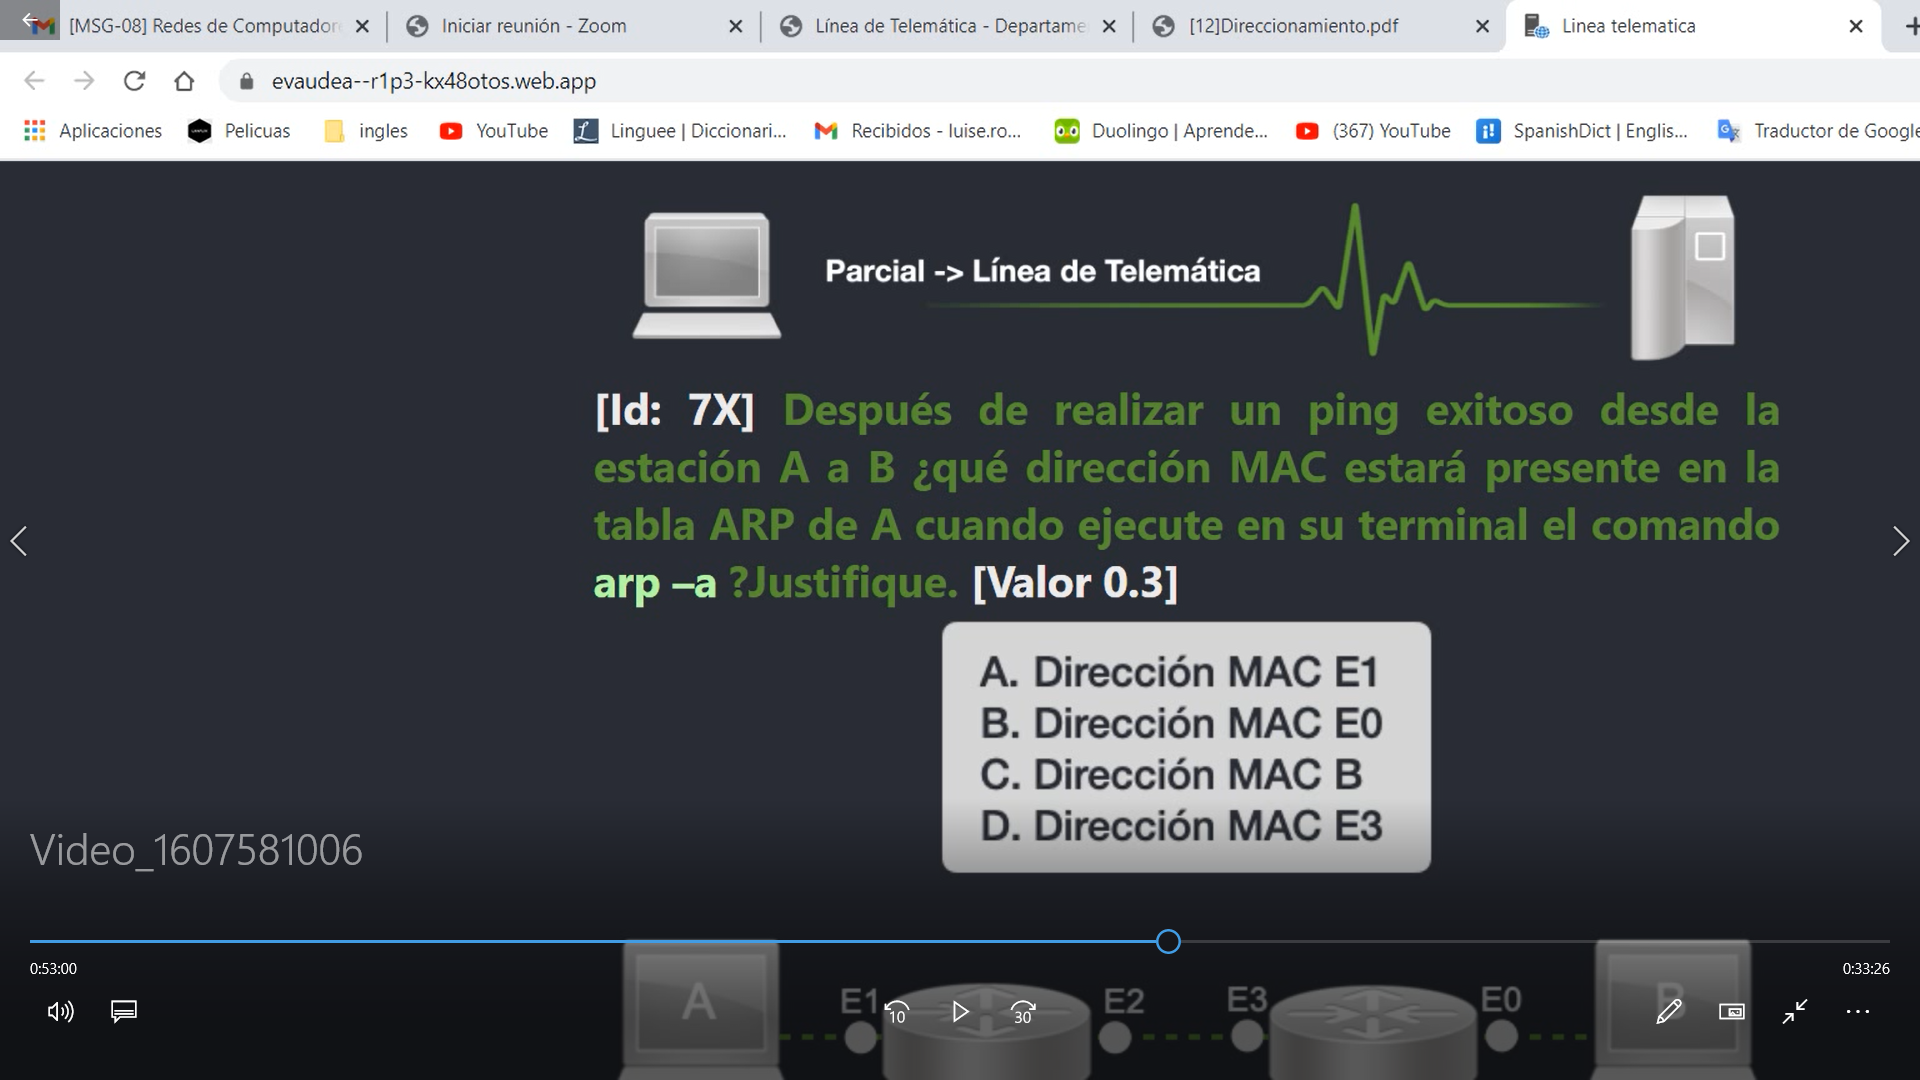 [MSG-08] Redes de Computador
Iniciar reunión - Zoom
Línea de Telemática - Departame
[12]Direccionamiento.pdf
Linea telematica
evaudea--r1p3-kx48otos.web.app
Aplicaciones
Pelicuas
ingles
YouTube
Linguee | Diccionari...
Recibidos - luise.ro...
Duolingo | Aprende...
(367) YouTube
SpanishDict | Englis...
Traductor de Google
Parcial -> Línea de Telemática
[Id: 7X] Después de realizar un ping exitoso desde la
estación A a B ¿qué dirección MAC estará presente en la
tabla ARP de A cuando ejecute en su terminal el comando
arp –a ?Justifique. [Valor 0.3]
A. Dirección MAC E1
B. Dirección MAC E0
C. Dirección MAC B
D. Dirección MAC E3
Video_1607581006
0:53:00
0:33:26
A
E1
E2
E3
E0
B
10
30